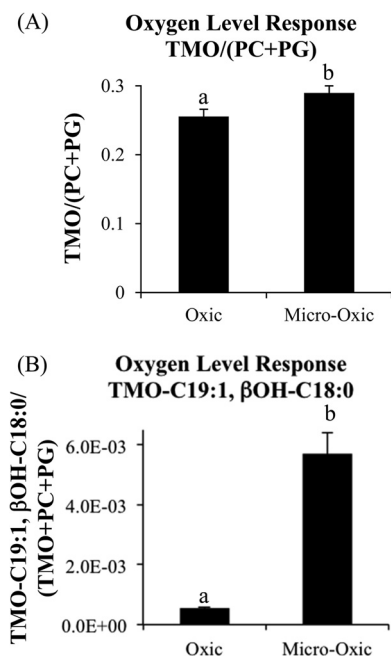 (A)
Oxygen Level Response
TMO/(PC+PG)
TMO/(PC+PG)
0.3
0.2
0.1
0
a
b
Oxic
Micro-Oxic
(B)
Oxygen Level Response
TMO-C19:1, βOH-C18:0
TMO-C19:1, βOH-C18:0/
(TMO+PC+PG)
6.0E-03
4.0E-03
2.0E-03
0.0E+00
a
b
Oxic
Micro-Oxic